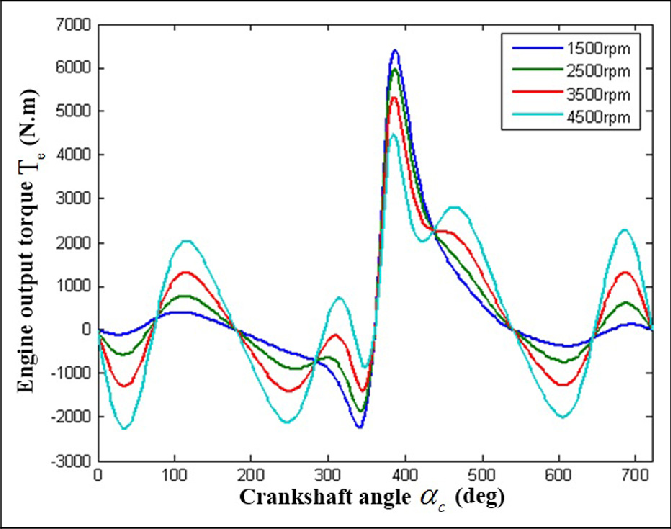 7000
6000
5000
4000
3000
2000
1000
0
-1000
-2000
-3000
Engine output torque Te (N.m)
1500rpm
2500rpm
3500rpm
4500rpm
0 100 200 300 400 500 600 700
Crankshaft angle αc (deg)